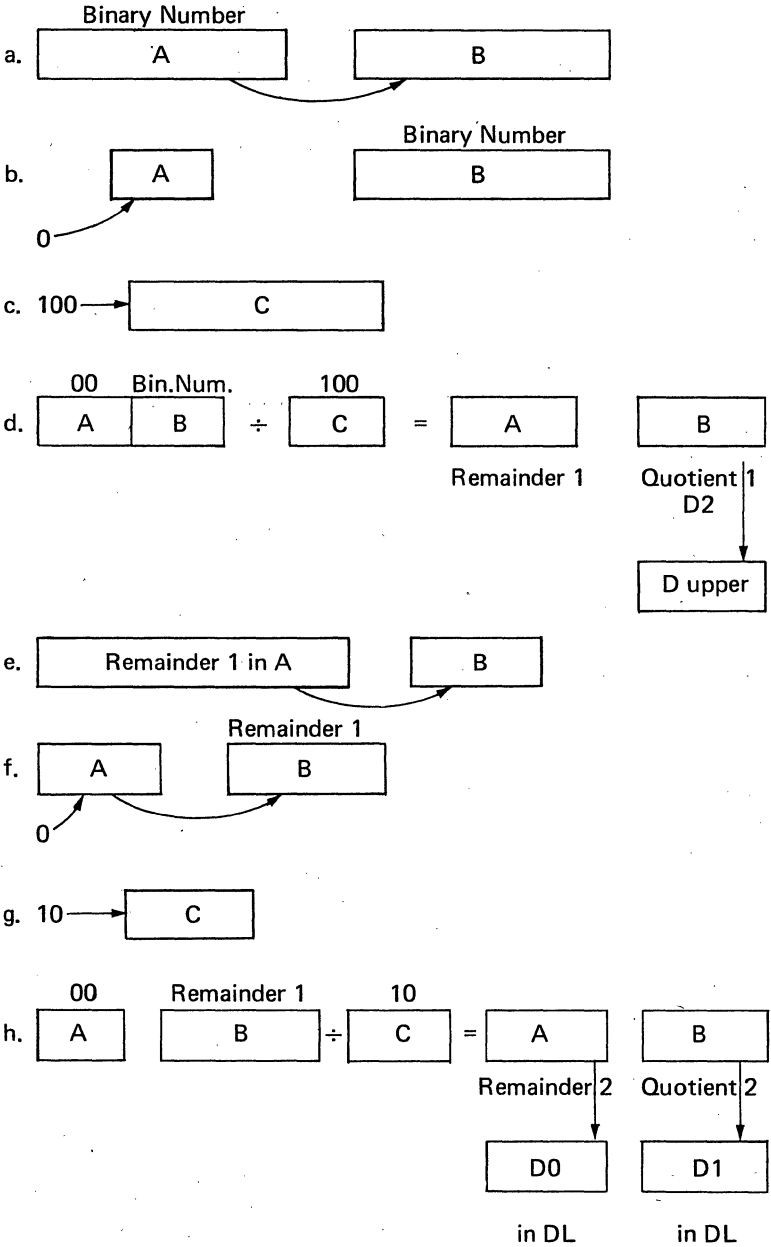 Binary Number
a. A B
Binary Number
b. A B
0
c. 100 C
00 Bin.Num. 100
d. A B ÷ C = A B
Remainder 1 Quotient 1
D2
D upper
e. Remainder 1 in A B
Remainder 1
f. A B
0
g. 10 C
00 Remainder 1 10
h. A B ÷ C = A B
Remainder 2 Quotient 2
D0 D1
in DL in DL